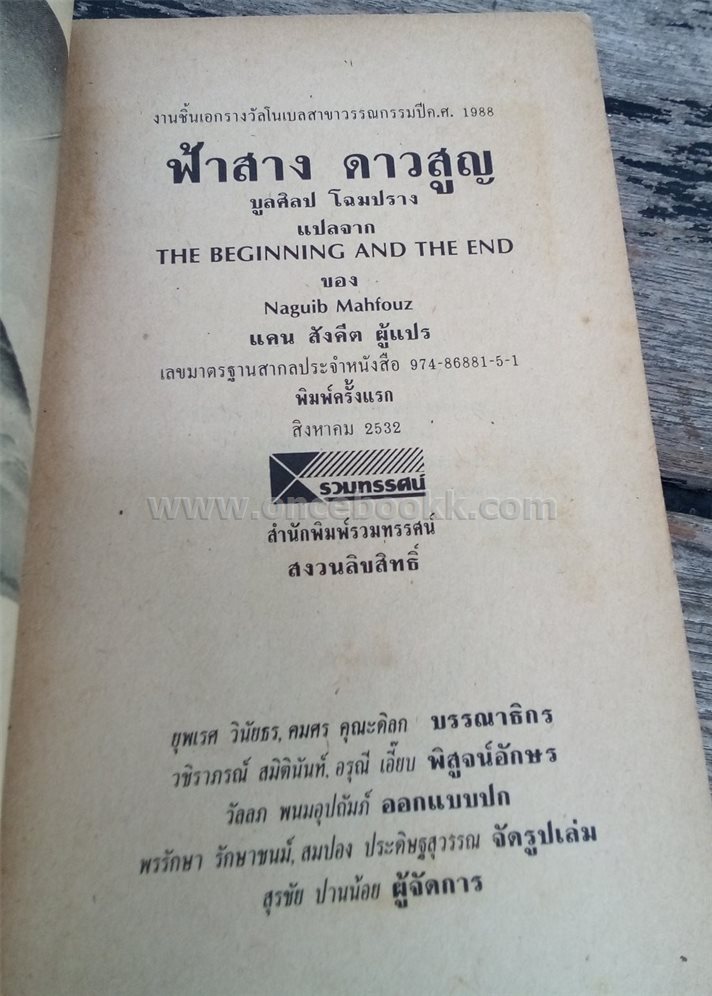 งานชิ้นเอกรางวัลโนเบลสาขาวรรณกรรมปีค.ศ. 1988
ฟ้าสาง ดาวสูญ
บูลศิลป โฉมปราง
แปลจาก
THE BEGINNING AND THE END
ของ
Naguib Mahfouz
แคน สังคีต ผู้แปร
เลขมาตรฐานสากลประจำหนังสือ 974-86881-5-1
พิมพ์ครั้งแรก
สิงหาคม 2532
รวมทรรศน์
www.oncebookk.com
สำนักพิมพ์รวมทรรศน์
สงวนลิขสิทธิ์
ยุพเรศ วินัยธร, คมศร คุณะดิลก บรรณาธิกร
วชิราภรณ์ สมิตินันท์, อรุณี เอี๊ยบ พิสูจน์อักษร
วัลลภ พนมอุปถัมภ์ ออกแบบปก
พรรักษา รักษาชนม์, สมปอง ประดิษฐสุวรรณ จัดรูปเล่ม
สุรชัย ปานน้อย ผู้จัดการ